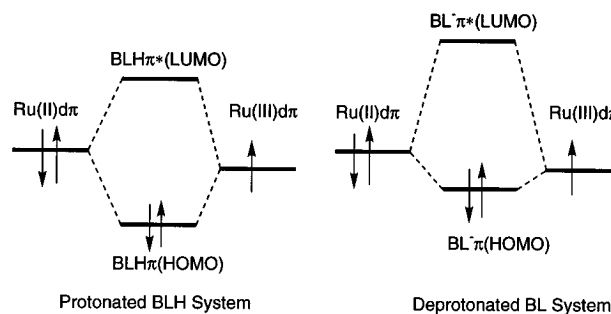 BLHπ*(LUMO)
Ru(II)dπ
Ru(III)dπ
BLHπ(HOMO)
Protonated BLH System
BL⁻π*(LUMO)
Ru(II)dπ
Ru(III)dπ
BL⁻π(HOMO)
Deprotonated BL System